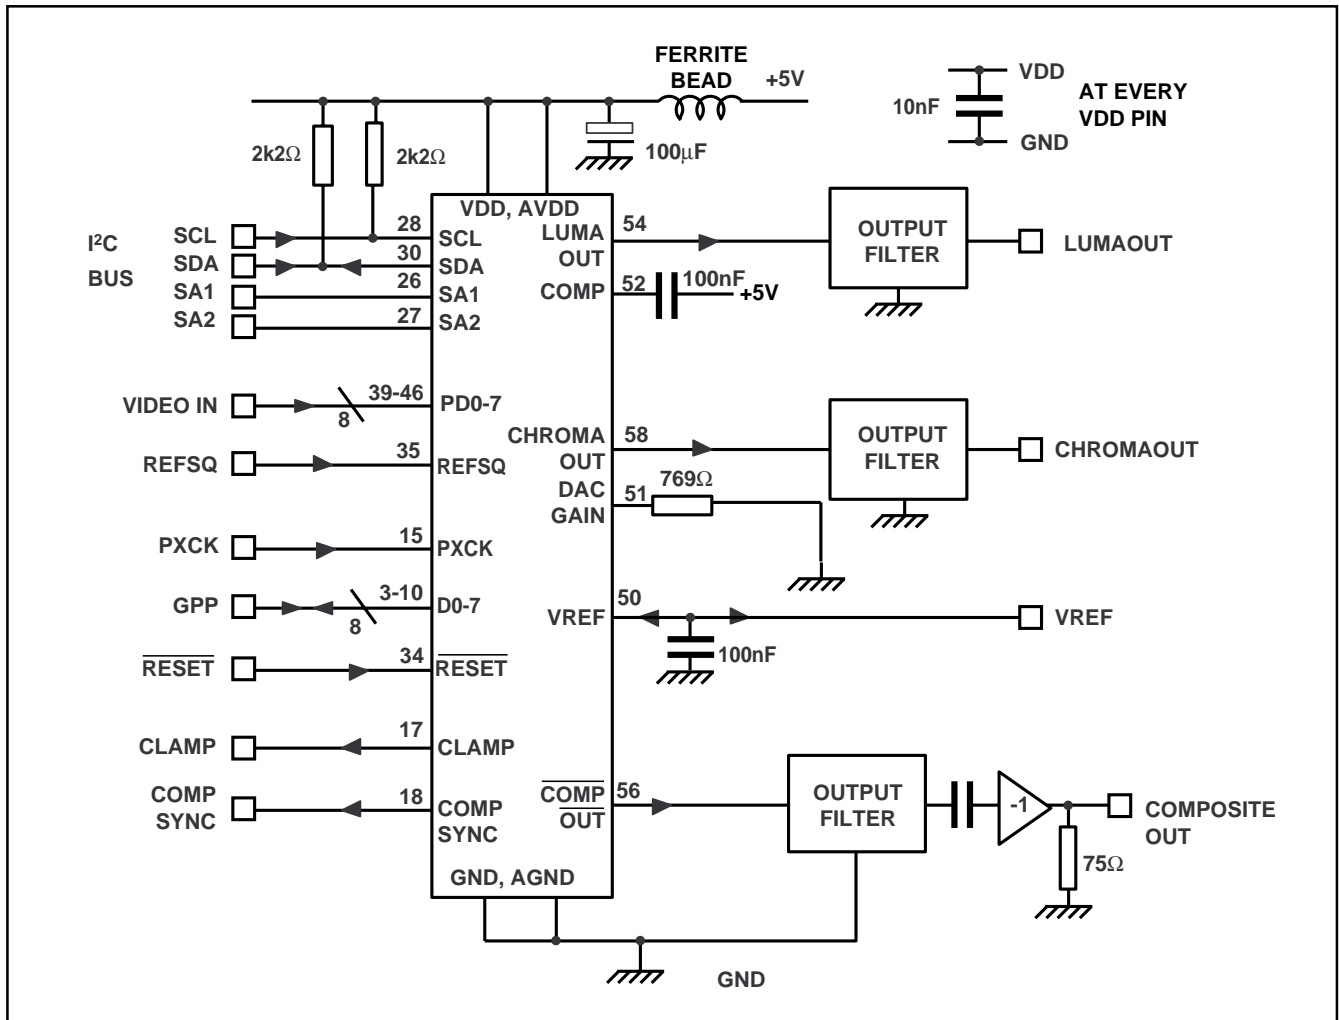 FERRITE
BEAD
+5V
VDD
10nF
AT EVERY
VDD PIN
GND
2k2Ω
2k2Ω
100µF
VDD, AVDD
I²C
BUS
SCL
28
SCL
SDA
30
SDA
SA1
26
SA1
SA2
27
SA2
LUMA
OUT
54
OUTPUT
FILTER
LUMAOUT
COMP
52
100nF
+5V
VIDEO IN
8
39-46
PD0-7
REFSQ
35
REFSQ
CHROMA
OUT
58
OUTPUT
FILTER
CHROMAOUT
DAC
GAIN
51
769Ω
PXCK
15
PXCK
GPP
8
3-10
D0-7
VREF
50
VREF
100nF
RESET
34
RESET
CLAMP
17
CLAMP
COMP
SYNC
18
COMP
SYNC
COMP
OUT
56
OUTPUT
FILTER
-1
COMPOSITE
OUT
75Ω
GND, AGND
GND